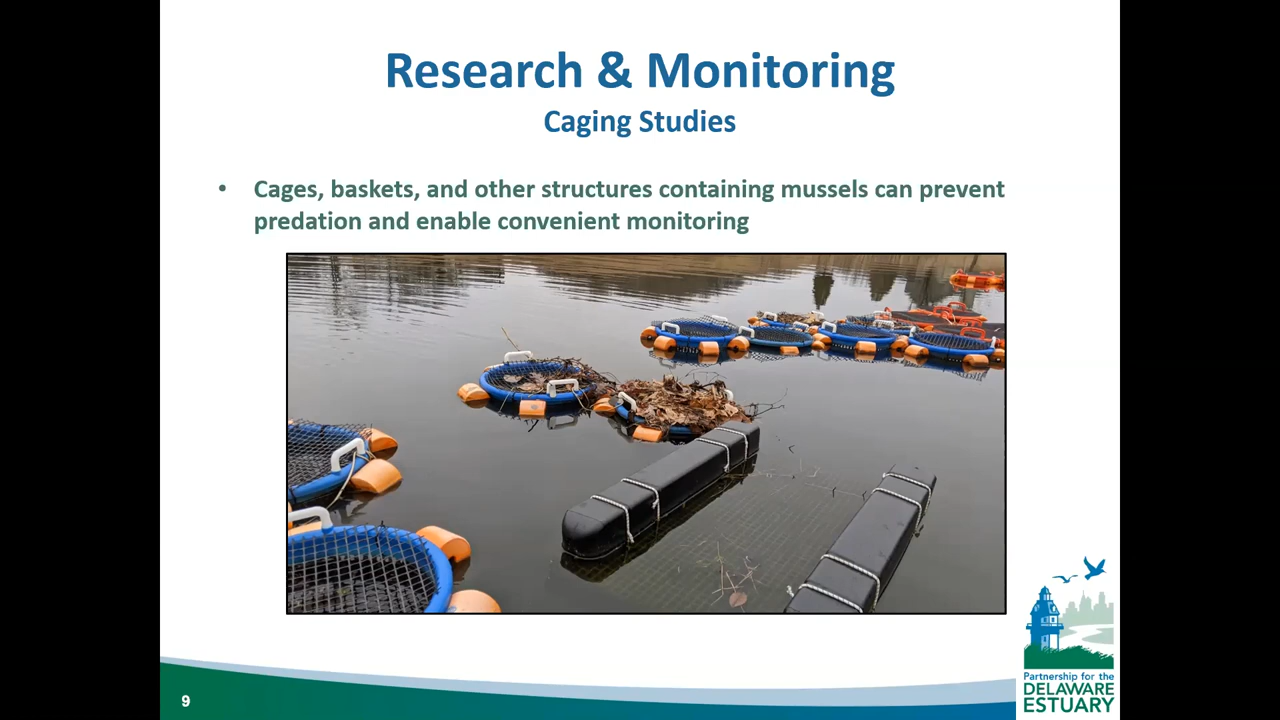 Research & Monitoring
Caging Studies
• Cages, baskets, and other structures containing mussels can prevent
predation and enable convenient monitoring
9
Partnership for the
DELAWARE
ESTUARY